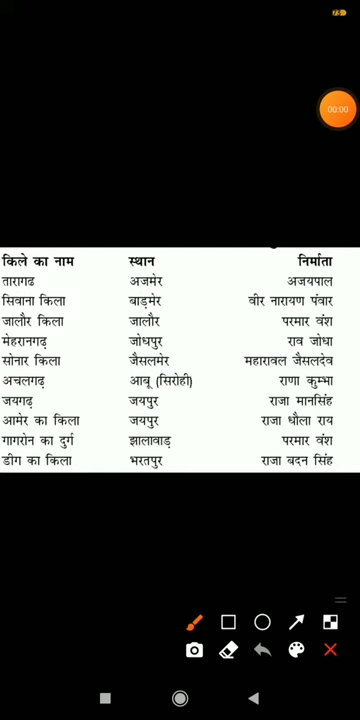 73
00:00
किले का नाम स्थान निर्माता
तारागढ अजमेर अजयपाल
सिवाना किला बाड़मेर वीर नारायण पंवार
जालौर किला जालौर परमार वंश
मेहरानगढ़ जोधपुर राव जोधा
सोनार किला जैसलमेर महारावल जैसलदेव
अचलगढ़ आबू (सिरोही) राणा कुम्भा
जयगढ़ जयपुर राजा मानसिंह
आमेर का किला जयपुर राजा धौला राय
गागरोन का दुर्ग झालावाड़ परमार वंश
डीग का किला भरतपुर राजा बदन सिंह